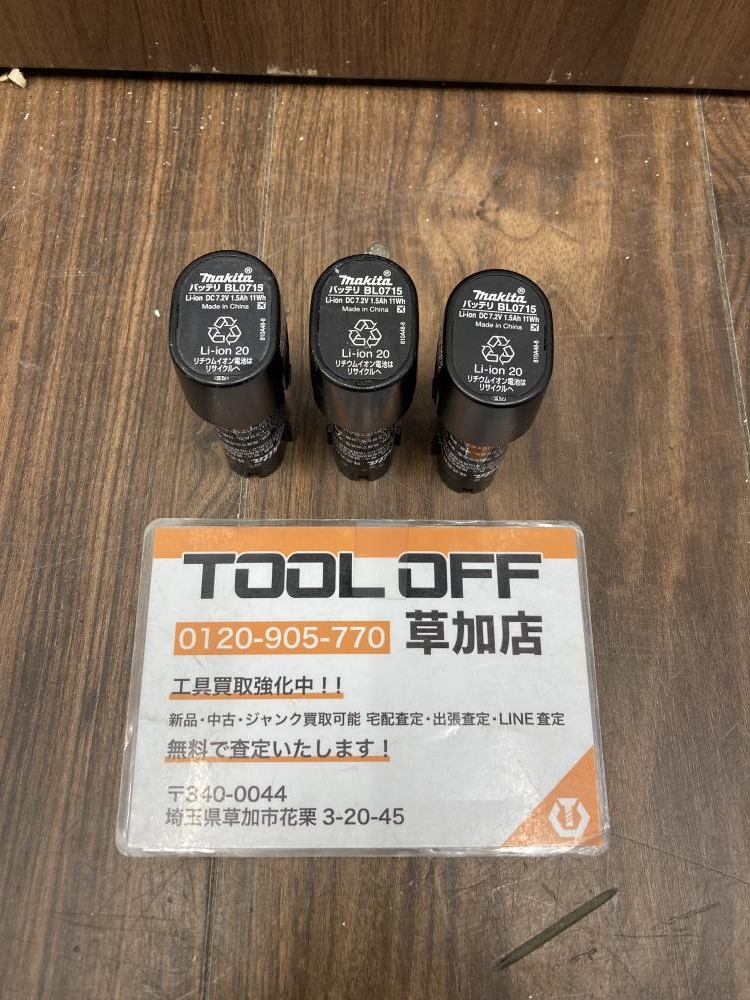 makita®
バッテリ BL0715
Li-ion DC 7.2V 1.5Ah 11Wh
Made in China
810A48-8
Li-ion 20
リチウムイオン電池は
リサイクルへ
makita®
バッテリ BL0715
Li-ion DC 7.2V 1.5Ah 11Wh
Made in China
810A48-8
Li-ion 20
リチウムイオン電池は
リサイクルへ
makita®
バッテリ BL0715
Li-ion DC 7.2V 1.5Ah 11Wh
Made in China
810A48-8
Li-ion 20
リチウムイオン電池は
リサイクルへ
TOOL OFF
0120-905-770 草加店
工具買取強化中！！
新品・中古・ジャンク買取可能 宅配査定・出張査定・LINE査定
無料で査定いたします！
〒340-0044
埼玉県草加市花栗 3-20-45